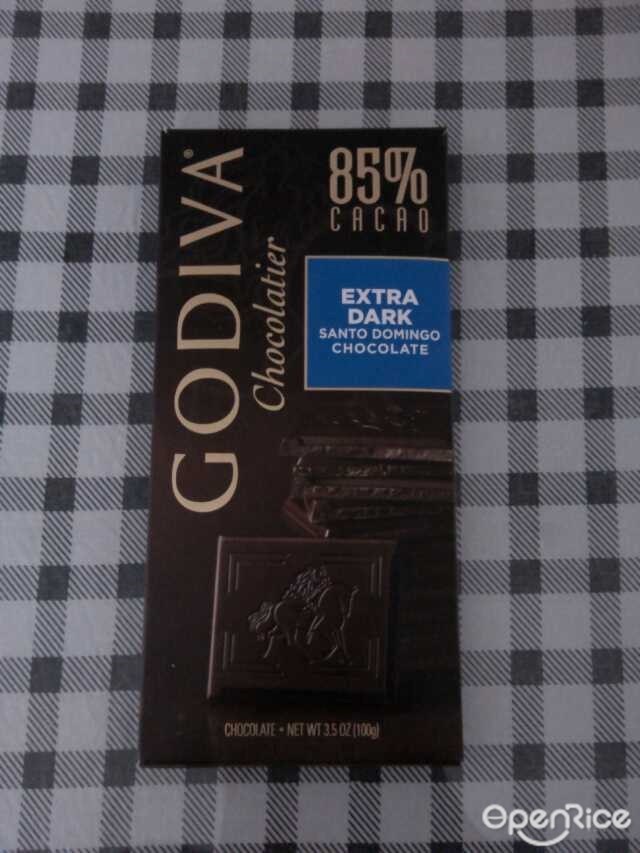 GODIVA®
Chocolatier
85%
CACAO
EXTRA
DARK
SANTO DOMINGO
CHOCOLATE
CHOCOLATE • NET WT 3.5 OZ (100g)
OpenRice